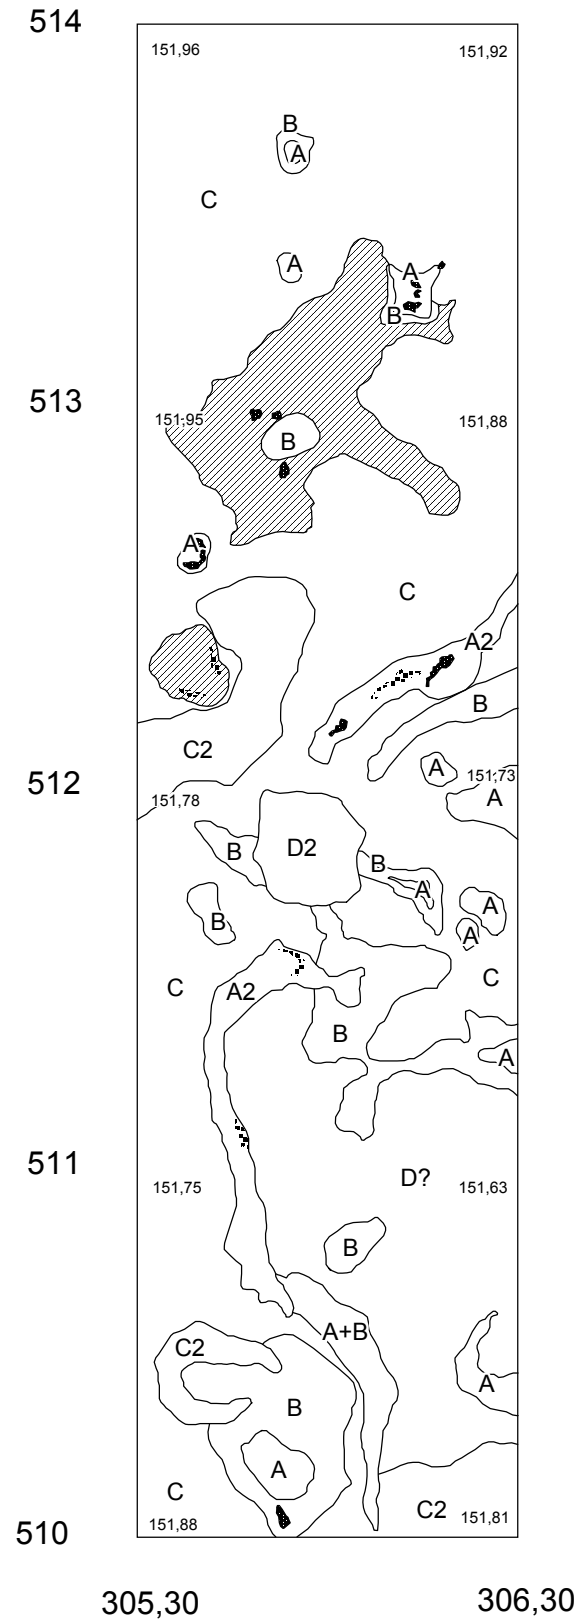 514
151,96 151,92
B
A
C
A
A
B
513
151,95 151,88
B
A
C
A2
B
C2
A
512
151,73
151,78 A
D2
B
B
A
A
B
A
C
C
A2
B
A
511
D?
151,75 151,63
B
A+B
C2
A
B
A
C
C2
151,88 151,81
510
305,30 306,30